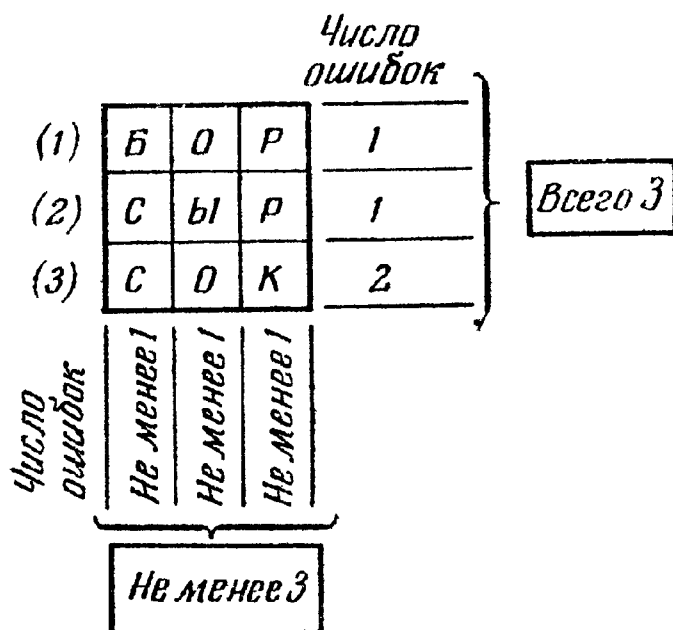 Число
ошибок
(1) Б О Р 1
(2) С Ы Р 1
(3) С О К 2
Всего 3
Число
ошибок
Не менее 1
Не менее 1
Не менее 1
Не менее 3